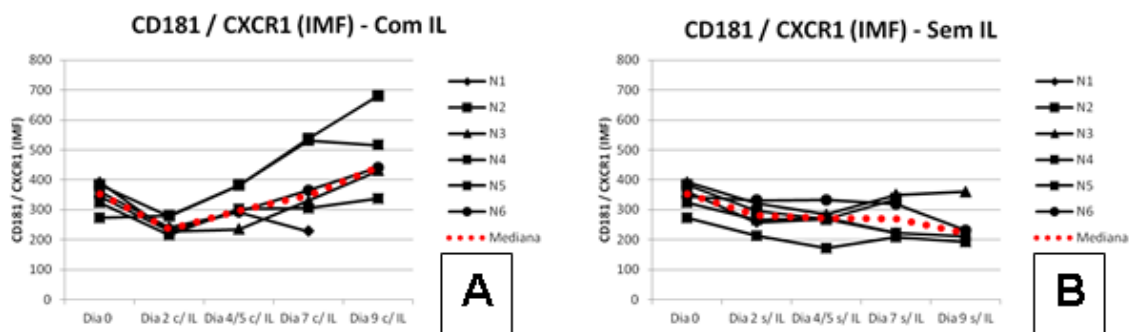 CD181 / CXCR1 (IMF) - Com IL
CD181 / CXCR1 (IMF)
800
700
600
500
400
300
200
100
0
Dia 0
Dia 2 c/ IL
Dia 4/5 c/ IL
Dia 7 c/ IL
Dia 9 c/ IL
N1
N2
N3
N4
N5
N6
Mediana
A
CD181 / CXCR1 (IMF) - Sem IL
CD181 / CXCR1 (IMF)
800
700
600
500
400
300
200
100
0
Dia 0
Dia 2 s/ IL
Dia 4/5 s/ IL
Dia 7 s/ IL
Dia 9 s/ IL
N1
N2
N3
N4
N5
N6
Mediana
B